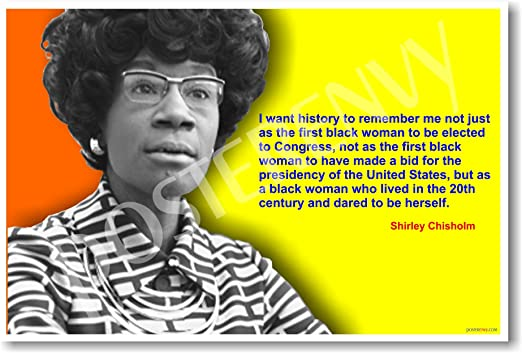 I want history to remember me not just
as the first black woman to be elected
to Congress, not as the first black
woman to have made a bid for the
presidency of the United States, but as
a black woman who lived in the 20th
century and dared to be herself.
Shirley Chisholm
POSTERENVY
POSTERENVY.COM